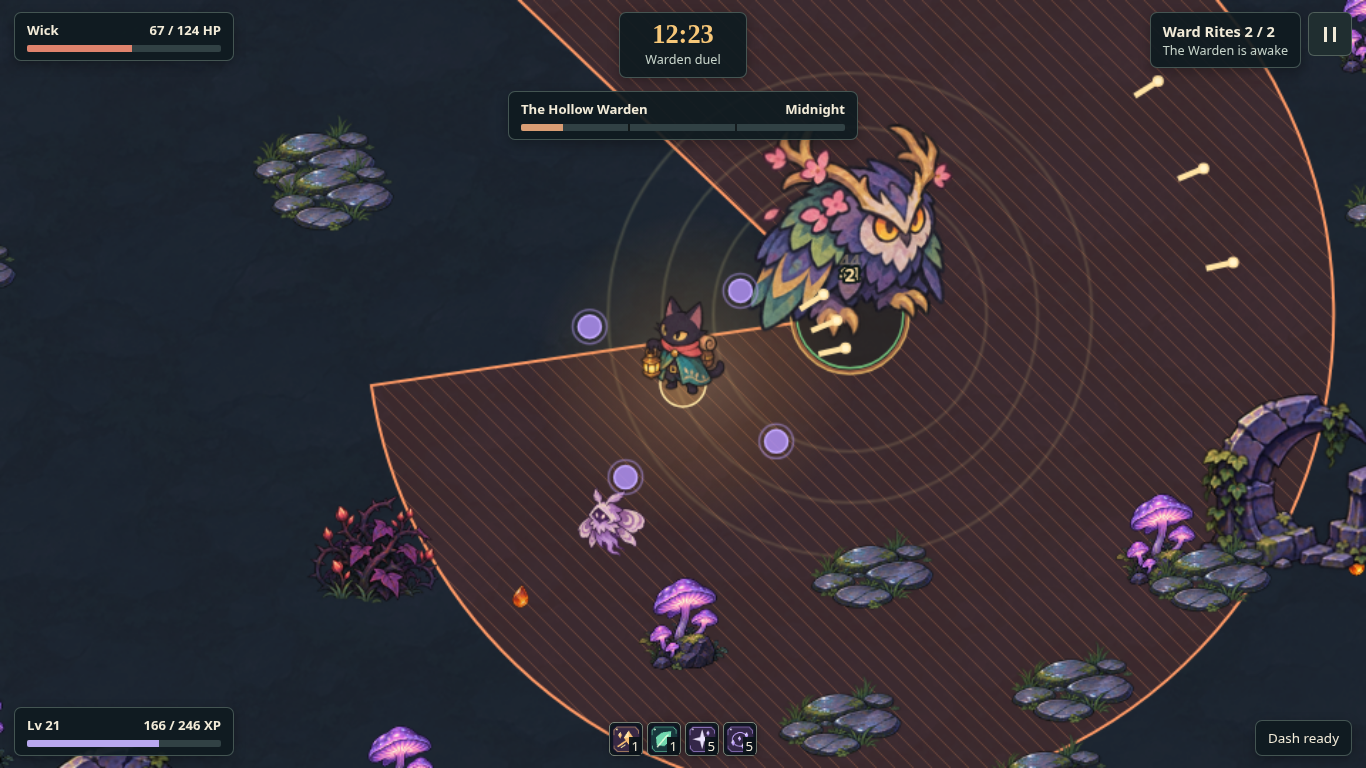 Wick 67 / 124 HP
12:23
Warden duel
Ward Rites 2 / 2
The Warden is awake
The Hollow Warden Midnight
2
Lv 21 166 / 246 XP
1 1 5 5
Dash ready